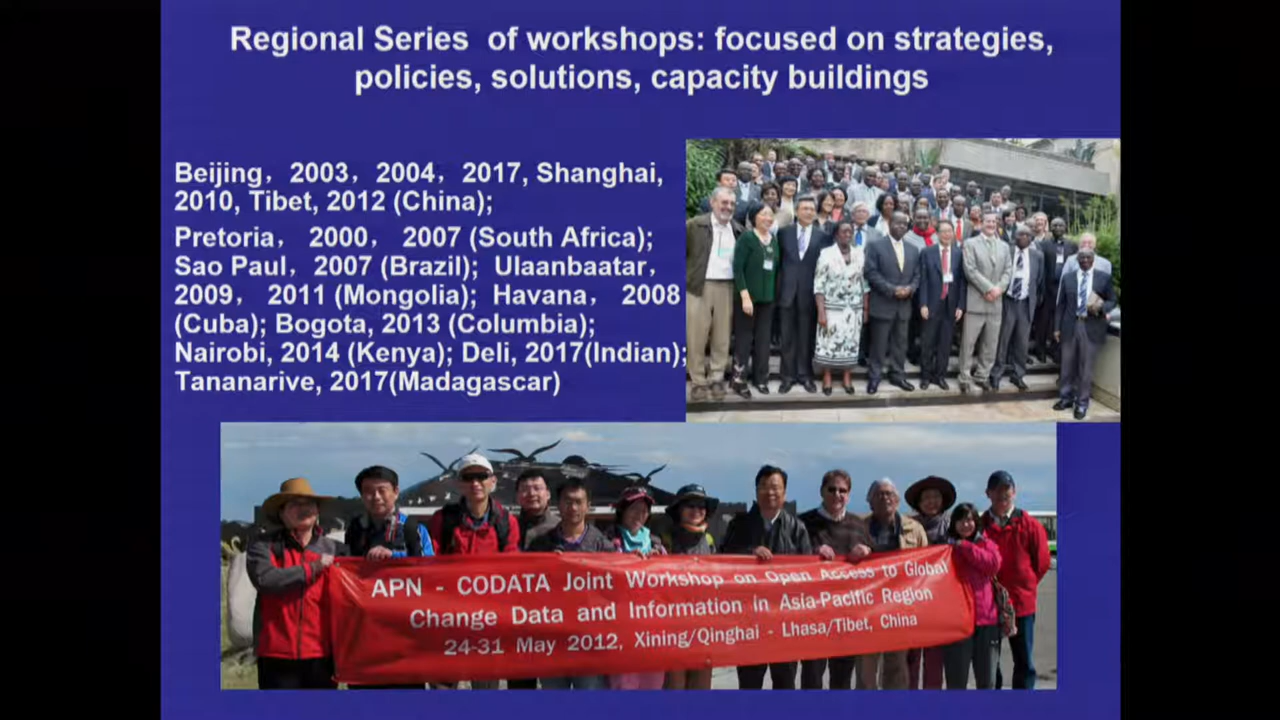 Regional Series of workshops: focused on strategies,
policies, solutions, capacity buildings
Beijing，2003，2004，2017, Shanghai,
2010, Tibet, 2012 (China);
Pretoria，2000，2007 (South Africa);
Sao Paul，2007 (Brazil); Ulaanbaatar，
2009，2011 (Mongolia); Havana，2008
(Cuba); Bogota, 2013 (Columbia);
Nairobi, 2014 (Kenya); Deli, 2017(Indian);
Tananarive, 2017(Madagascar)
APN - CODATA Joint Workshop on Open Access to Global
Change Data and Information in Asia-Pacific Region
24-31 May 2012, Xining/Qinghai - Lhasa/Tibet, China